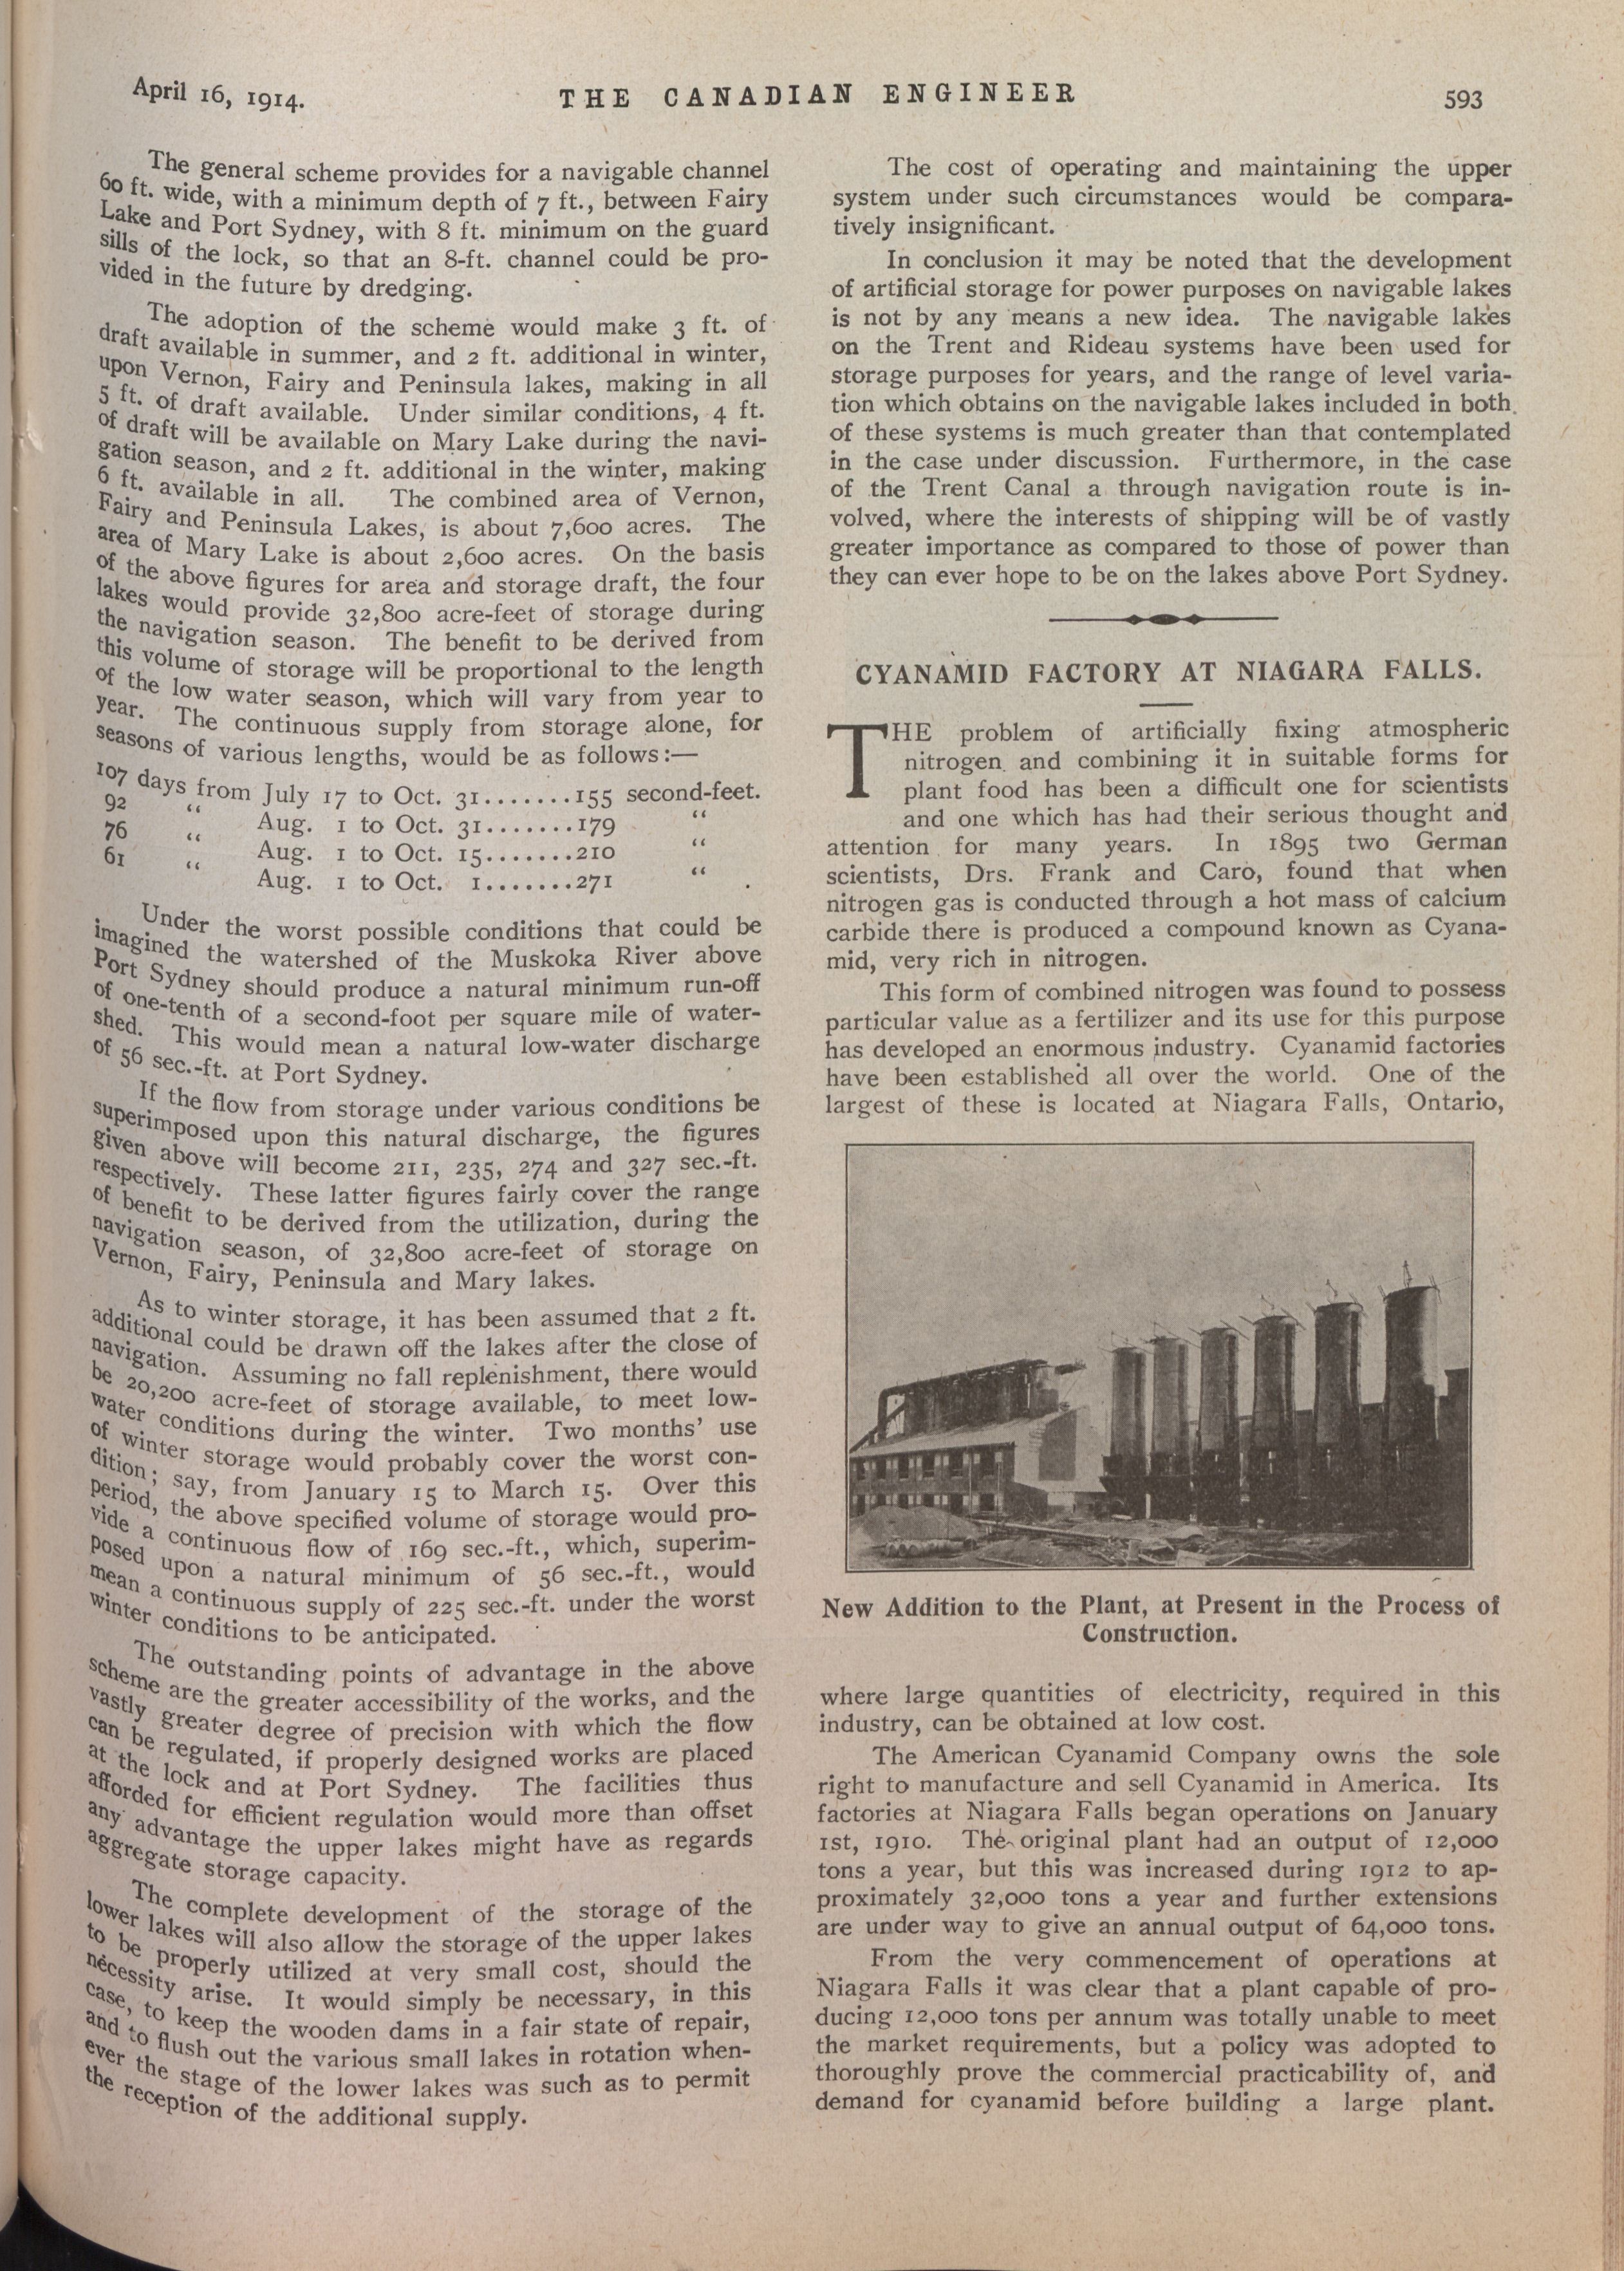 April 16, 1914.
THE CANADIAN ENGINEER
593
The general scheme provides for a navigable channel
60 ft. wide, with a minimum depth of 7 ft., between Fairy
Lake and Port Sydney, with 8 ft. minimum on the guard
sills of the lock, so that an 8-ft. channel could be pro-
vided in the future by dredging.
The adoption of the scheme would make 3 ft. of
draft available in summer, and 2 ft. additional in winter,
upon Vernon, Fairy and Peninsula lakes, making in all
5 ft. of draft available. Under similar conditions, 4 ft.
of draft will be available on Mary Lake during the navi-
gation season, and 2 ft. additional in the winter, making
6 ft. available in all. The combined area of Vernon,
Fairy and Peninsula Lakes, is about 7,600 acres. The
area of Mary Lake is about 2,600 acres. On the basis
of the above figures for area and storage draft, the four
lakes would provide 32,800 acre-feet of storage during
the navigation season. The benefit to be derived from
this volume of storage will be proportional to the length
of the low water season, which will vary from year to
year. The continuous supply from storage alone, for
seasons of various lengths, would be as follows:—
107 days from July 17 to Oct. 31.......155 second-feet.
92 “ Aug. 1 to Oct. 31.......179 “
76 “ Aug. 1 to Oct. 15.......210 “
61 “ Aug. 1 to Oct. 1.......271 “
Under the worst possible conditions that could be
imagined the watershed of the Muskoka River above
Port Sydney should produce a natural minimum run-off
of one-tenth of a second-foot per square mile of water-
shed. This would mean a natural low-water discharge
of 56 sec.-ft. at Port Sydney.
If the flow from storage under various conditions be
superimposed upon this natural discharge, the figures
given above will become 211, 235, 274 and 327 sec.-ft.
respectively. These latter figures fairly cover the range
of benefit to be derived from the utilization, during the
navigation season, of 32,800 acre-feet of storage on
Vernon, Fairy, Peninsula and Mary lakes.
As to winter storage, it has been assumed that 2 ft.
additional could be drawn off the lakes after the close of
navigation. Assuming no fall replenishment, there would
be 20,200 acre-feet of storage available, to meet low-
water conditions during the winter. Two months’ use
of winter storage would probably cover the worst con-
dition; say, from January 15 to March 15. Over this
period, the above specified volume of storage would pro-
vide a continuous flow of 169 sec.-ft., which, superim-
posed upon a natural minimum of 56 sec.-ft., would
mean a continuous supply of 225 sec.-ft. under the worst
winter conditions to be anticipated.
The outstanding points of advantage in the above
scheme are the greater accessibility of the works, and the
vastly greater degree of precision with which the flow
can be regulated, if properly designed works are placed
at the lock and at Port Sydney. The facilities thus
afforded for efficient regulation would more than offset
any advantage the upper lakes might have as regards
aggregate storage capacity.
The complete development of the storage of the
lower lakes will also allow the storage of the upper lakes
to be properly utilized at very small cost, should the
necessity arise. It would simply be necessary, in this
case, to keep the wooden dams in a fair state of repair,
and to flush out the various small lakes in rotation when-
ever the stage of the lower lakes was such as to permit
the reception of the additional supply.
The cost of operating and maintaining the upper
system under such circumstances would be compara-
tively insignificant.
In conclusion it may be noted that the development
of artificial storage for power purposes on navigable lakes
is not by any means a new idea. The navigable lakes
on the Trent and Rideau systems have been used for
storage purposes for years, and the range of level varia-
tion which obtains on the navigable lakes included in both
of these systems is much greater than that contemplated
in the case under discussion. Furthermore, in the case
of the Trent Canal a through navigation route is in-
volved, where the interests of shipping will be of vastly
greater importance as compared to those of power than
they can ever hope to be on the lakes above Port Sydney.
CYANAMID FACTORY AT NIAGARA FALLS.
THE problem of artificially fixing atmospheric
nitrogen and combining it in suitable forms for
plant food has been a difficult one for scientists
and one which has had their serious thought and
attention for many years. In 1895 two German
scientists, Drs. Frank and Caro, found that when
nitrogen gas is conducted through a hot mass of calcium
carbide there is produced a compound known as Cyana-
mid, very rich in nitrogen.
This form of combined nitrogen was found to possess
particular value as a fertilizer and its use for this purpose
has developed an enormous industry. Cyanamid factories
have been established all over the world. One of the
largest of these is located at Niagara Falls, Ontario,
New Addition to the Plant, at Present in the Process of
Construction.
where large quantities of electricity, required in this
industry, can be obtained at low cost.
The American Cyanamid Company owns the sole
right to manufacture and sell Cyanamid in America. Its
factories at Niagara Falls began operations on January
1st, 1910. The original plant had an output of 12,000
tons a year, but this was increased during 1912 to ap-
proximately 32,000 tons a year and further extensions
are under way to give an annual output of 64,000 tons.
From the very commencement of operations at
Niagara Falls it was clear that a plant capable of pro-
ducing 12,000 tons per annum was totally unable to meet
the market requirements, but a policy was adopted to
thoroughly prove the commercial practicability of, and
demand for cyanamid before building a large plant.